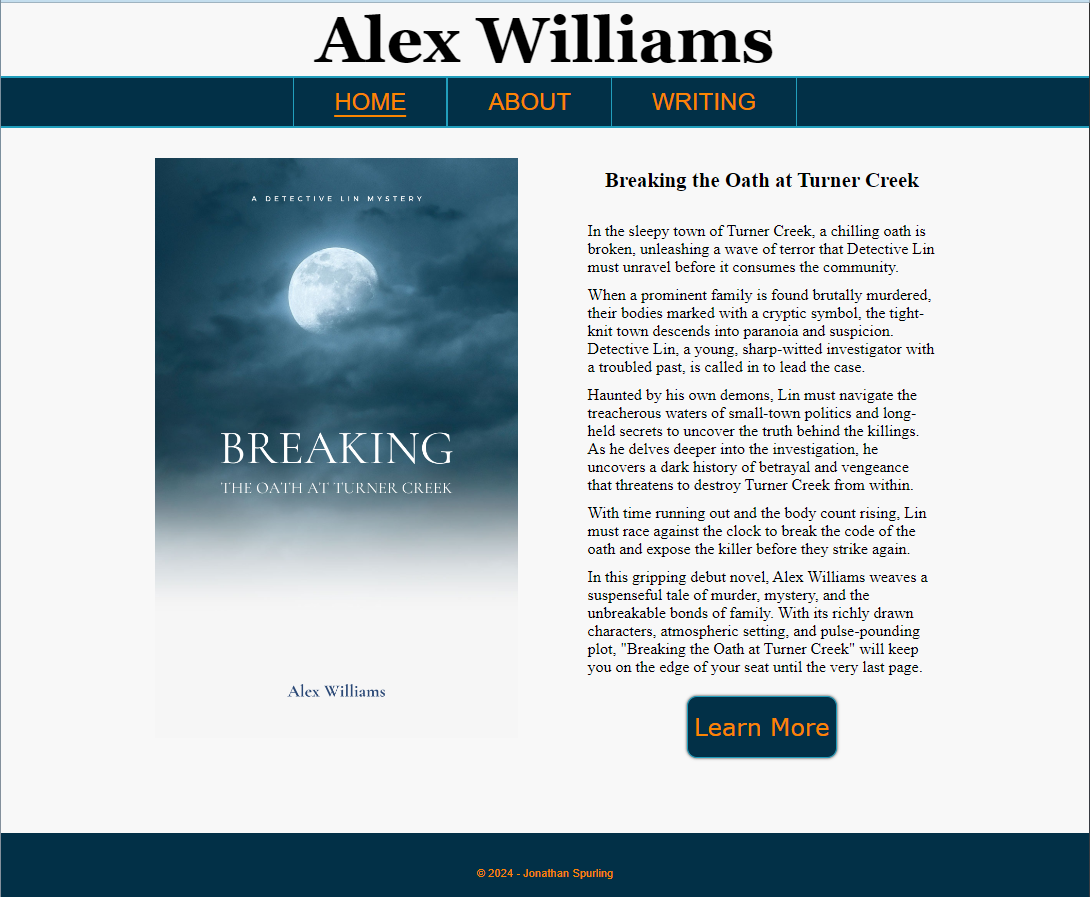 Alex Williams
HOME ABOUT WRITING
A DETECTIVE LIN MYSTERY
BREAKING
THE OATH AT TURNER CREEK
Alex Williams
Breaking the Oath at Turner Creek
In the sleepy town of Turner Creek, a chilling oath is
broken, unleashing a wave of terror that Detective Lin
must unravel before it consumes the community.
When a prominent family is found brutally murdered,
their bodies marked with a cryptic symbol, the tight-
knit town descends into paranoia and suspicion.
Detective Lin, a young, sharp-witted investigator with
a troubled past, is called in to lead the case.
Haunted by his own demons, Lin must navigate the
treacherous waters of small-town politics and long-
held secrets to uncover the truth behind the killings.
As he delves deeper into the investigation, he
uncovers a dark history of betrayal and vengeance
that threatens to destroy Turner Creek from within.
With time running out and the body count rising, Lin
must race against the clock to break the code of the
oath and expose the killer before they strike again.
In this gripping debut novel, Alex Williams weaves a
suspenseful tale of murder, mystery, and the
unbreakable bonds of family. With its richly drawn
characters, atmospheric setting, and pulse-pounding
plot, "Breaking the Oath at Turner Creek" will keep
you on the edge of your seat until the very last page.
Learn More
© 2024 - Jonathan Spurling